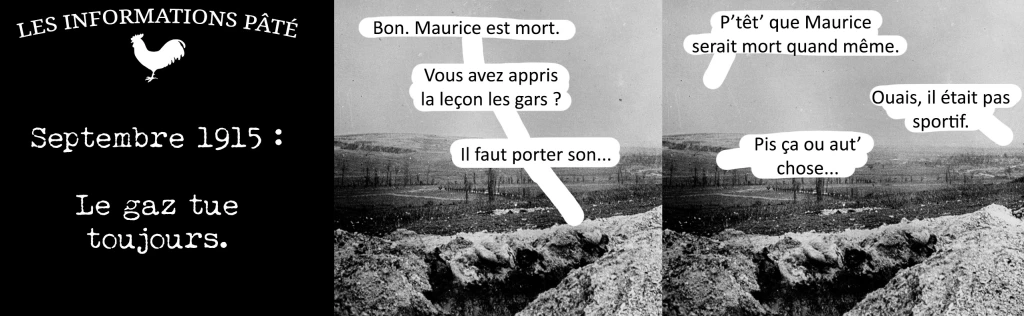 LES INFORMATIONS PÂTÉ
Septembre 1915 :
Le gaz tue
toujours.
Bon. Maurice est mort.
Vous avez appris
la leçon les gars ?
Il faut porter son...
P'têt' que Maurice
serait mort quand même.
Ouais, il était pas
sportif.
Pis ça ou aut'
chose...